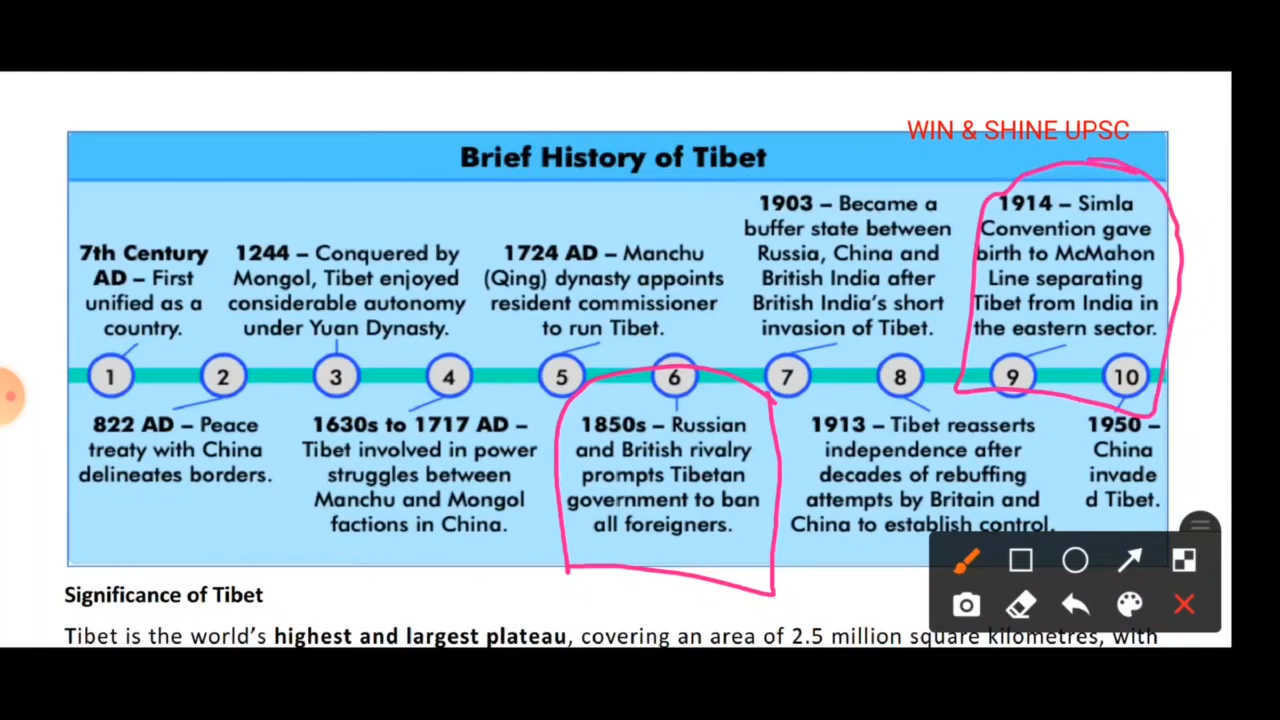 WIN & SHINE UPSC
Brief History of Tibet
7th Century
AD – First
unified as a
country.
1244 – Conquered by
Mongol, Tibet enjoyed
considerable autonomy
under Yuan Dynasty.
1724 AD – Manchu
(Qing) dynasty appoints
resident commissioner
to run Tibet.
1903 – Became a
buffer state between
Russia, China and
British India after
British India's short
invasion of Tibet.
1914 – Simla
Convention gave
birth to McMahon
Line separating
Tibet from India in
the eastern sector.
1 2 3 4 5 6 7 8 9 10
822 AD – Peace
treaty with China
delineates borders.
1630s to 1717 AD –
Tibet involved in power
struggles between
Manchu and Mongol
factions in China.
1850s – Russian
and British rivalry
prompts Tibetan
government to ban
all foreigners.
1913 – Tibet reasserts
independence after
decades of rebuffing
attempts by Britain and
China to establish control.
1950 –
China
invade
d Tibet.
Significance of Tibet
Tibet is the world's highest and largest plateau, covering an area of 2.5 million square kilometres, with